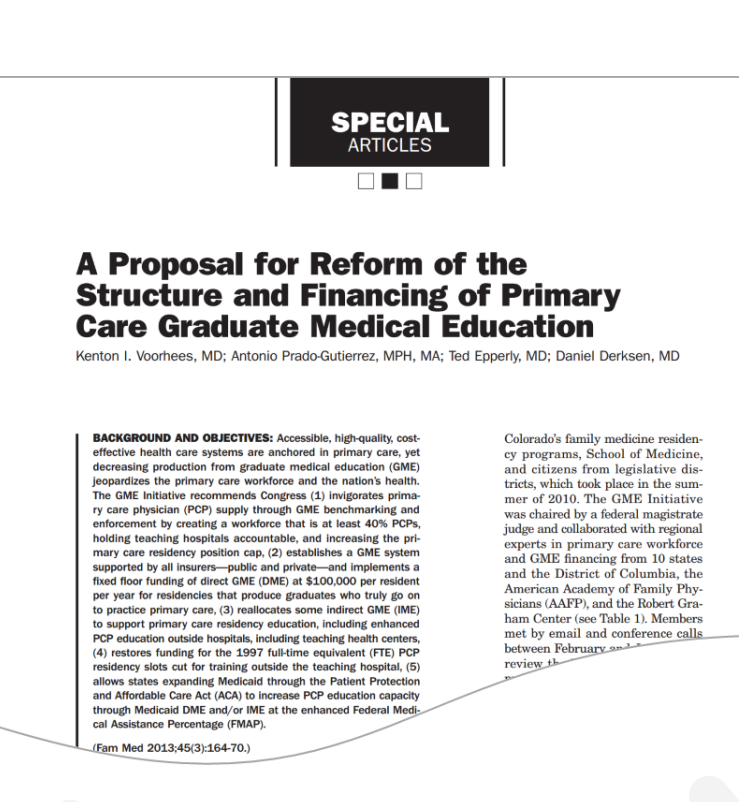 SPECIAL
ARTICLES
A Proposal for Reform of the
Structure and Financing of Primary
Care Graduate Medical Education
Kenton I. Voorhees, MD; Antonio Prado-Gutierrez, MPH, MA; Ted Epperly, MD; Daniel Derksen, MD
BACKGROUND AND OBJECTIVES: Accessible, high-quality, cost-
effective health care systems are anchored in primary care, yet
decreasing production from graduate medical education (GME)
jeopardizes the primary care workforce and the nation's health.
The GME Initiative recommends Congress (1) invigorates prima-
ry care physician (PCP) supply through GME benchmarking and
enforcement by creating a workforce that is at least 40% PCPs,
holding teaching hospitals accountable, and increasing the pri-
mary care residency position cap, (2) establishes a GME system
supported by all insurers—public and private—and implements a
fixed floor funding of direct GME (DME) at $100,000 per resident
per year for residencies that produce graduates who truly go on
to practice primary care, (3) reallocates some indirect GME (IME)
to support primary care residency education, including enhanced
PCP education outside hospitals, including teaching health centers,
(4) restores funding for the 1997 full-time equivalent (FTE) PCP
residency slots cut for training outside the teaching hospital, (5)
allows states expanding Medicaid through the Patient Protection
and Affordable Care Act (ACA) to increase PCP education capacity
through Medicaid DME and/or IME at the enhanced Federal Medi-
cal Assistance Percentage (FMAP).
(Fam Med 2013;45(3):164-70.)
Colorado's family medicine residen-
cy programs, School of Medicine,
and citizens from legislative dis-
tricts, which took place in the sum-
mer of 2010. The GME Initiative
was chaired by a federal magistrate
judge and collaborated with regional
experts in primary care workforce
and GME financing from 10 states
and the District of Columbia, the
American Academy of Family Phy-
sicians (AAFP), and the Robert Gra-
ham Center (see Table 1). Members
met by email and conference calls
between February
review